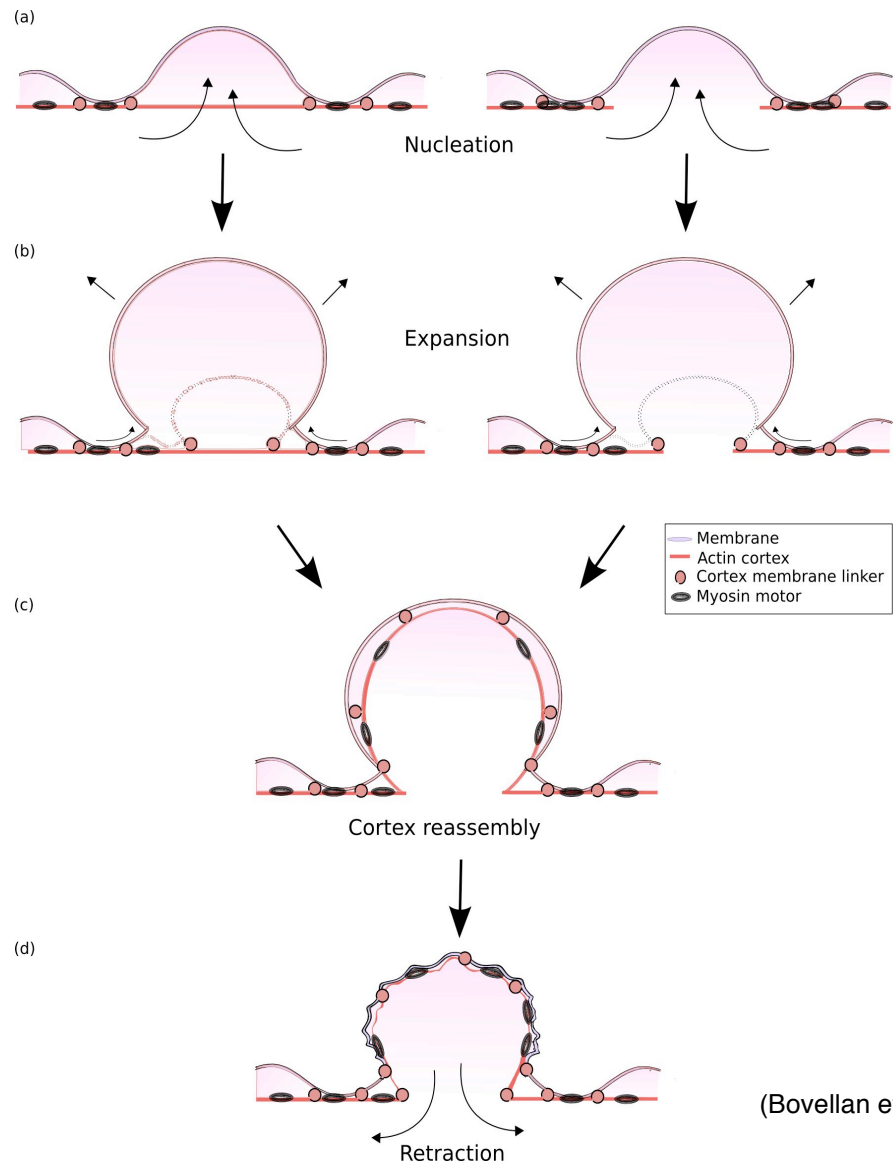 (a)
Nucleation
(b)
Expansion
Membrane
Actin cortex
Cortex membrane linker
Myosin motor
(c)
Cortex reassembly
(d)
(Bovellan e
Retraction